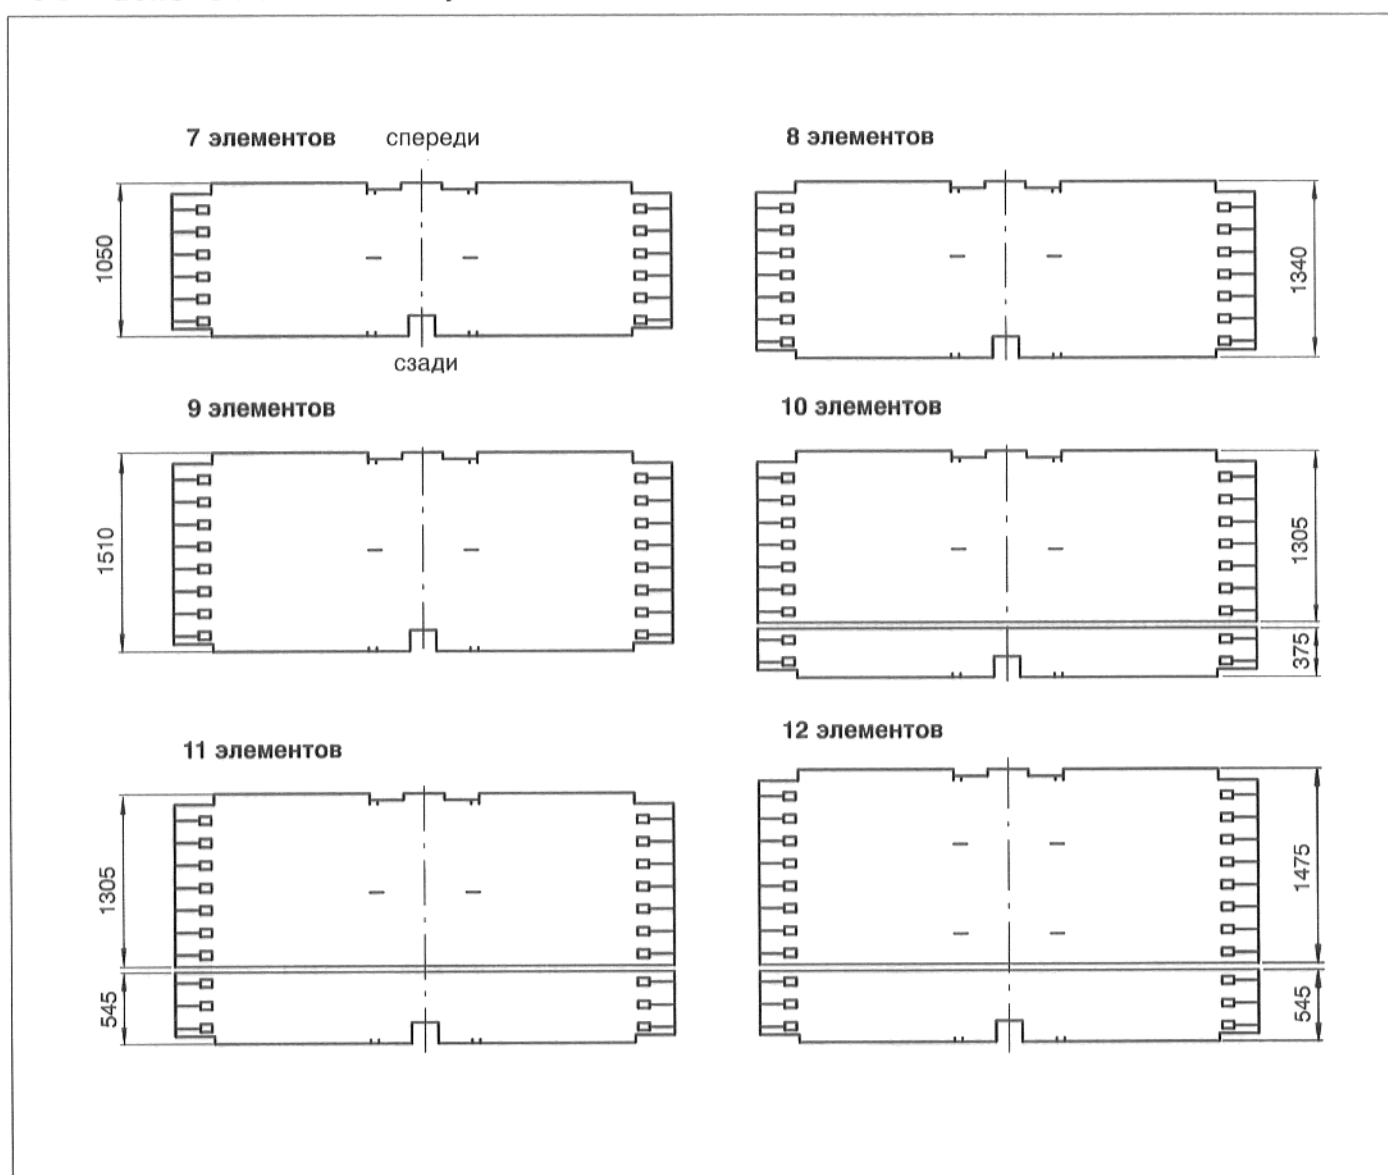 7 элементов
спереди
8 элементов
1050
1340
сзади
9 элементов
10 элементов
1510
1305
375
11 элементов
12 элементов
1305
1475
545
545